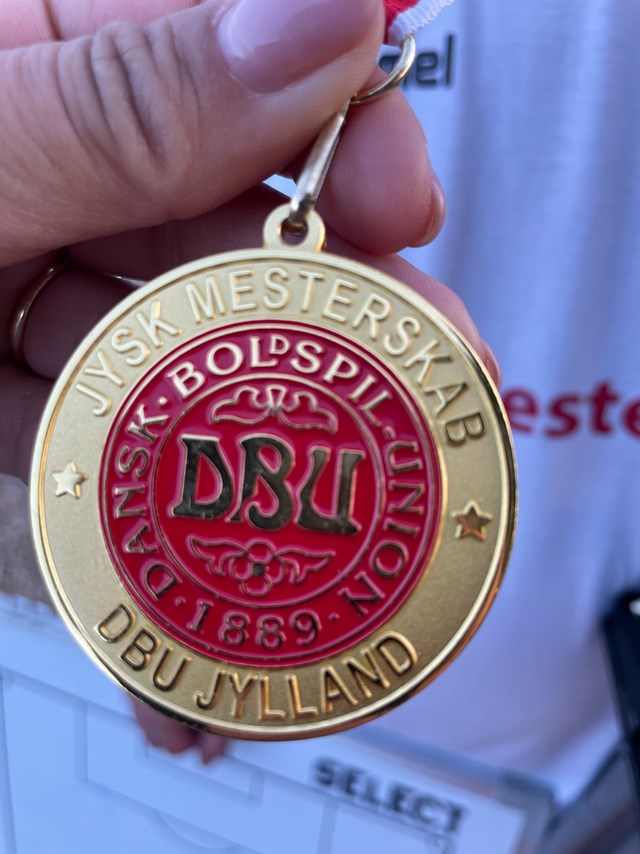 JYSK MESTERSKAB
DANSK · BOLDSPIL-UNION
DBU
· 1889 ·
DBU JYLLAND
SELECT